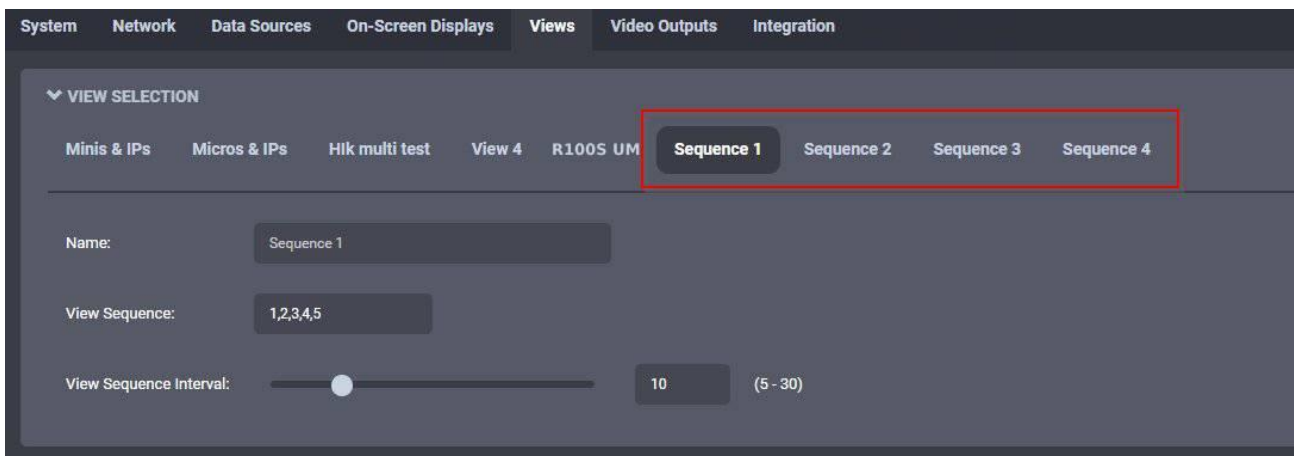 System Network Data Sources On-Screen Displays Views Video Outputs Integration
VIEW SELECTION
Minis & IPs Micros & IPs HIk multi test View 4 R100S UM Sequence 1 Sequence 2 Sequence 3 Sequence 4
Name: Sequence 1
View Sequence: 1,2,3,4,5
View Sequence Interval: 10 (5 - 30)